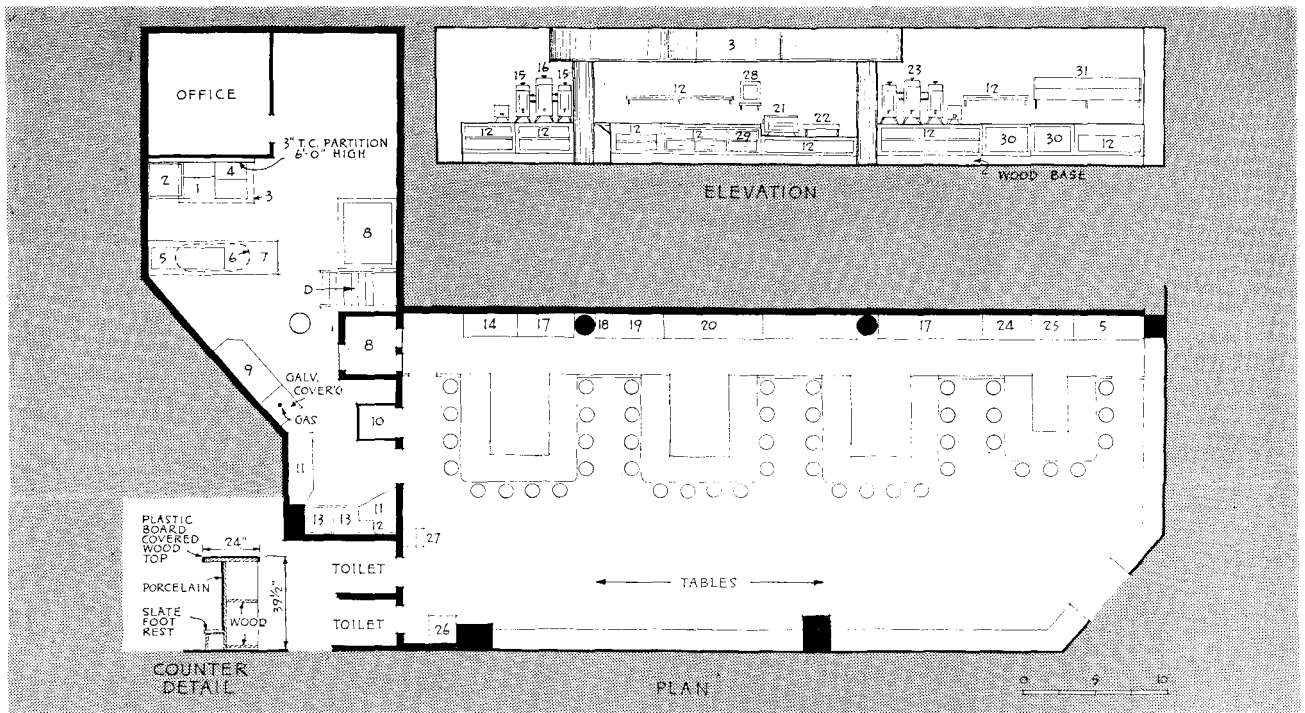 OFFICE
3" T.C. PARTITION
6'-0" HIGH
2
1
4
3
5
6
7
8
D
8
9
GALV.
COVER'G
GAS
10
11
13
13
11
12
TOILET
TOILET
15
16
15
12
12
3
12
28
21
22
12
12
29
12
23
12
31
12
30
30
12
WOOD BASE
ELEVATION
14
17
18
19
20
17
24
25
5
27
26
TABLES
PLAN
0
5
10
PLASTIC
BOARD
COVERED
WOOD
TOP
24"
PORCELAIN
39½"
SLATE
FOOT
REST
WOOD
COUNTER
DETAIL